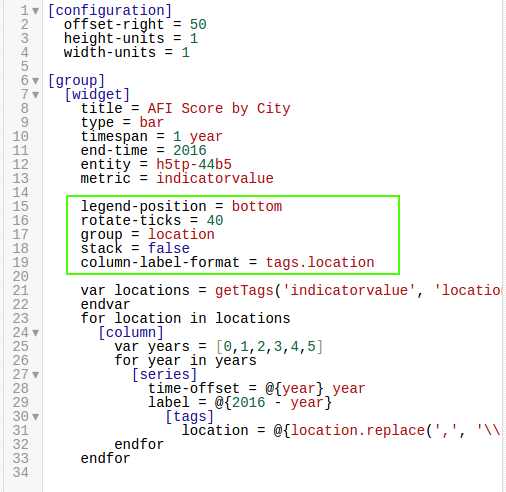 1 [configuration]
2   offset-right = 50
3   height-units = 1
4   width-units = 1
5
6 [group]
7   [widget]
8     title = AFI Score by City
9     type = bar
10     timespan = 1 year
11     end-time = 2016
12     entity = h5tp-44b5
13     metric = indicatorvalue
14
15     legend-position = bottom
16     rotate-ticks = 40
17     group = location
18     stack = false
19     column-label-format = tags.location
20
21     var locations = getTags('indicatorvalue', 'locatio
22     endvar
23     for location in locations
24       [column]
25         var years = [0,1,2,3,4,5]
26         for year in years
27           [series]
28             time-offset = @{year} year
29             label = @{2016 - year}
30               [tags]
31                 location = @{location.replace(',', '\\
32         endfor
33     endfor
34